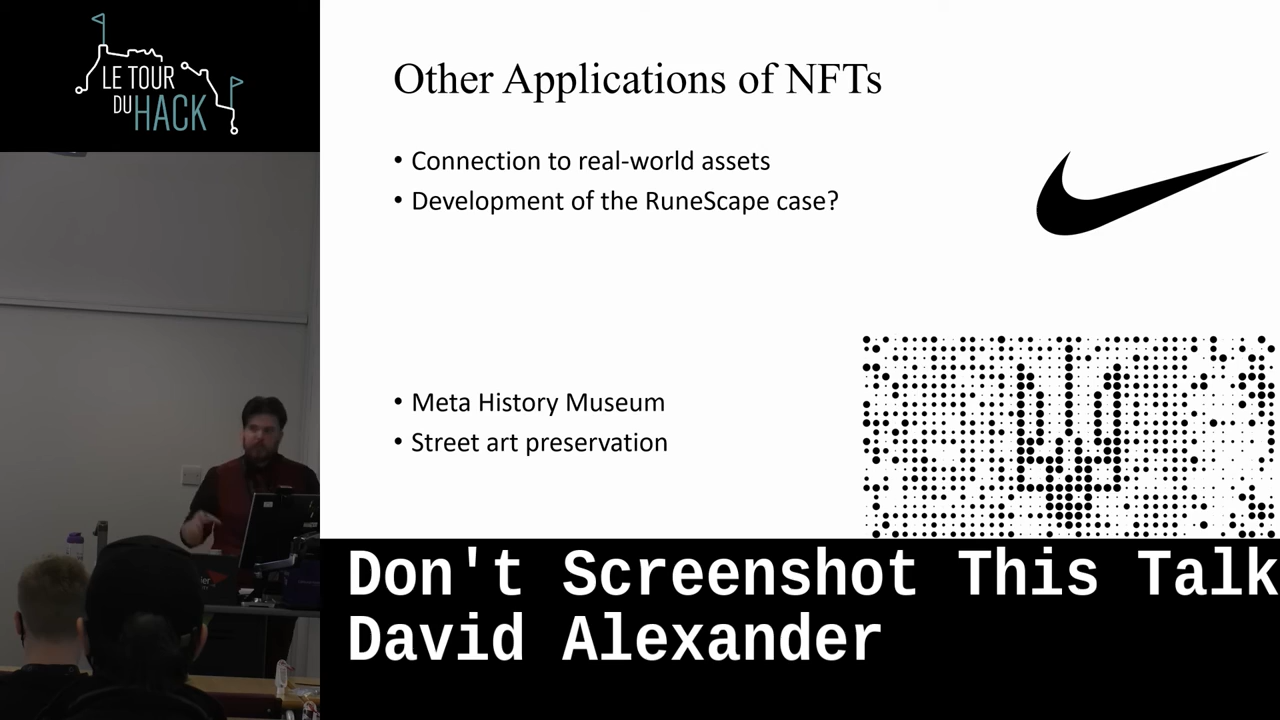 LE TOUR
DU HACK
Other Applications of NFTs
• Connection to real-world assets
• Development of the RuneScape case?
• Meta History Museum
• Street art preservation
Don't Screenshot This Talk
David Alexander